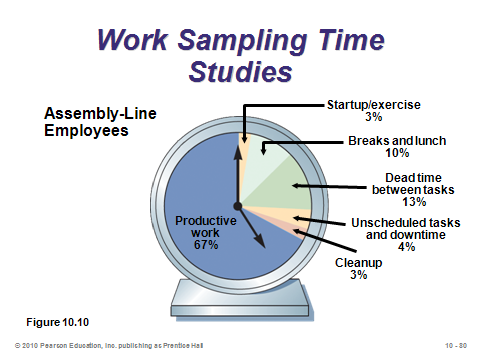 Work Sampling Time
Studies
Assembly-Line
Employees
Startup/exercise
3%
Breaks and lunch
10%
Dead time
between tasks
13%
Unscheduled tasks
and downtime
4%
Cleanup
3%
Productive
work
67%
Figure 10.10
© 2010 Pearson Education, Inc. publishing as Prentice Hall
10 - 80